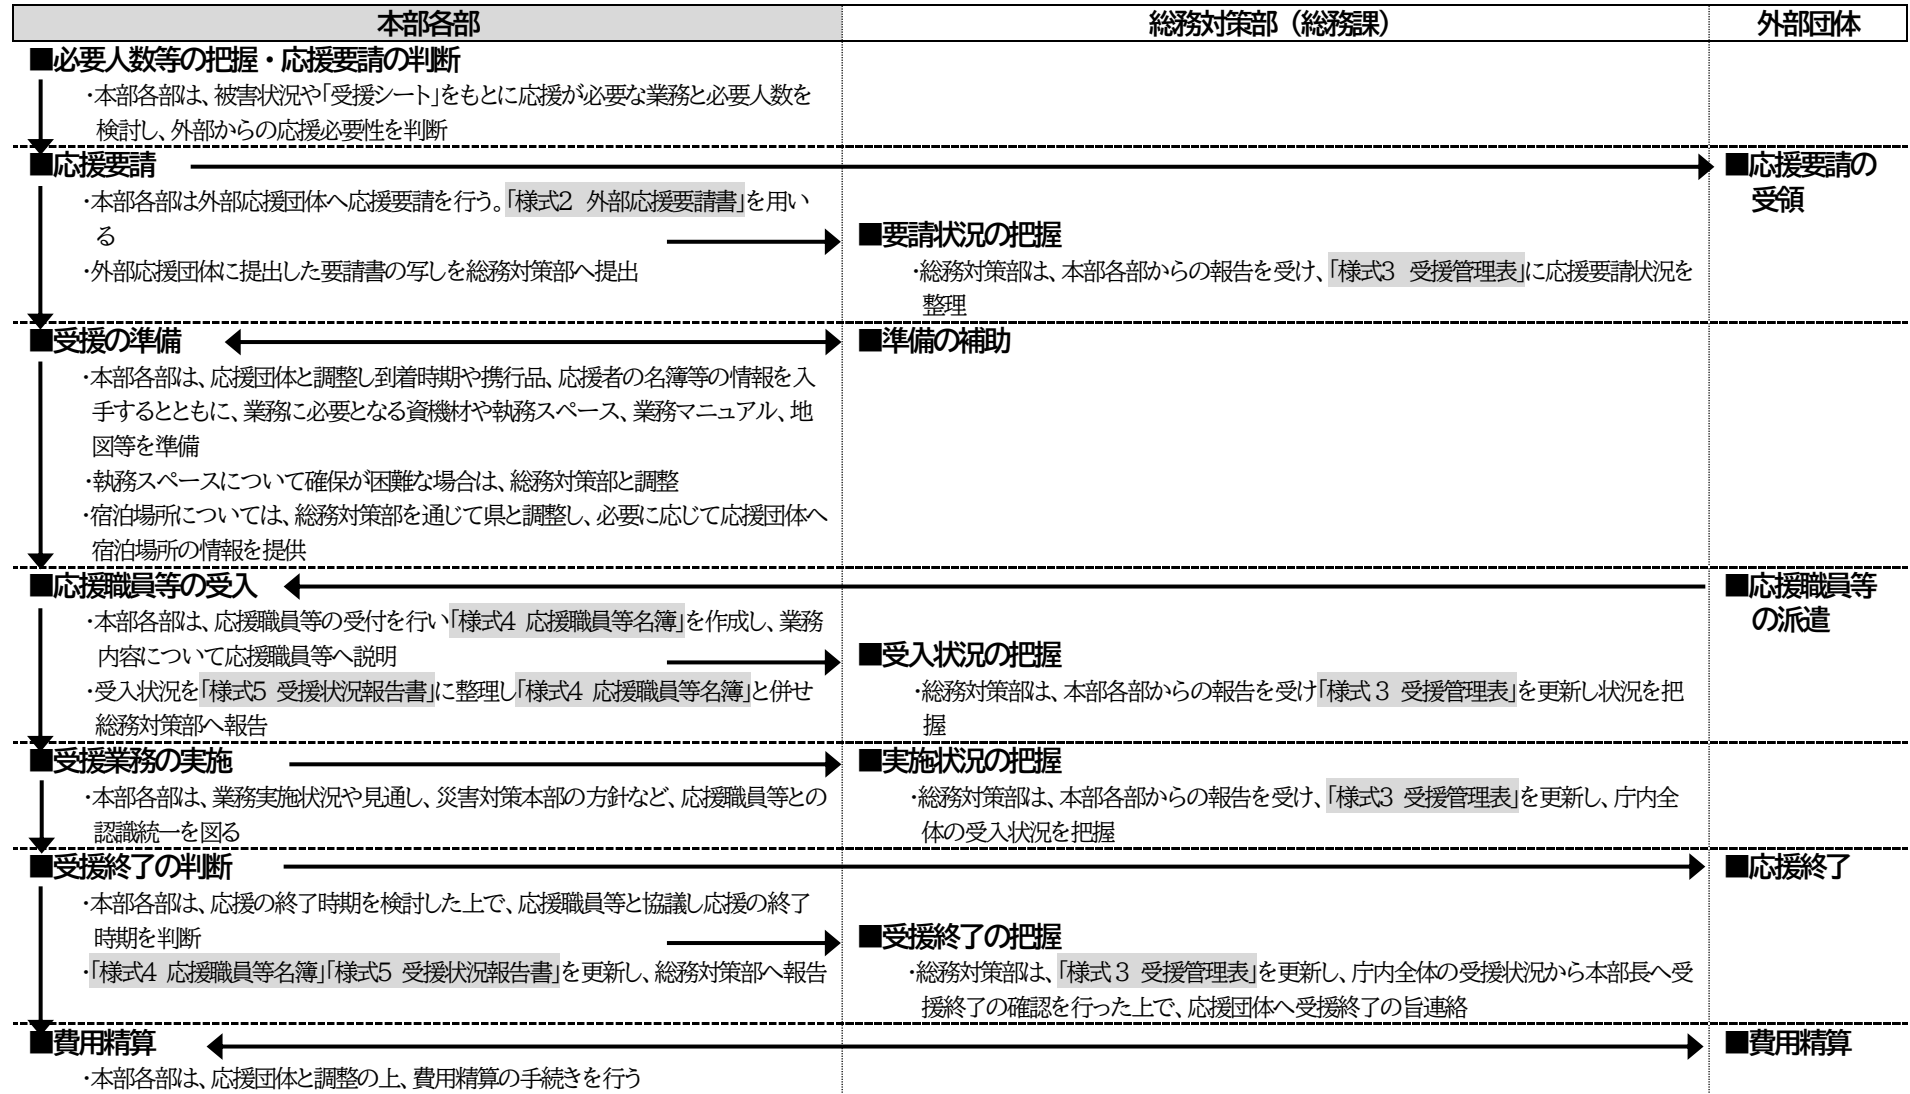 本部各部
総務対策部（総務課）
外部団体
■必要人数等の把握・応援要請の判断
・本部各部は、被害状況や「受援シート」をもとに応援が必要な業務と必要人数を
検討し、外部からの応援必要性を判断
■応援要請
・本部各部は外部応援団体へ応援要請を行う。「様式2 外部応援要請書」を用い
る
・外部応援団体に提出した要請書の写しを総務対策部へ提出
■要請状況の把握
・総務対策部は、本部各部からの報告を受け、「様式3 受援管理表」に応援要請状況を
整理
■応援要請の
受領
■受援の準備
・本部各部は、応援団体と調整し到着時期や携行品、応援者の名簿等の情報を入
手するとともに、業務に必要となる資機材や執務スペース、業務マニュアル、地
図等を準備
・執務スペースについて確保が困難な場合は、総務対策部と調整
・宿泊場所については、総務対策部を通じて県と調整し、必要に応じて応援団体へ
宿泊場所の情報を提供
■準備の補助
■応援職員等の受入
・本部各部は、応援職員等の受付を行い「様式4 応援職員等名簿」を作成し、業務
内容について応援職員等へ説明
・受入状況を「様式5 受援状況報告書」に整理し「様式4 応援職員等名簿」と併せ
総務対策部へ報告
■受入状況の把握
・総務対策部は、本部各部からの報告を受け「様式３ 受援管理表」を更新し状況を把
握
■応援職員等
の派遣
■受援業務の実施
・本部各部は、業務実施状況や見通し、災害対策本部の方針など、応援職員等との
認識統一を図る
■実施状況の把握
・総務対策部は、本部各部からの報告を受け、「様式3 受援管理表」を更新し、庁内全
体の受入状況を把握
■受援終了の判断
・本部各部は、応援の終了時期を検討した上で、応援職員等と協議し応援の終了
時期を判断
・「様式4 応援職員等名簿」「様式5 受援状況報告書」を更新し、総務対策部へ報告
■受援終了の把握
・総務対策部は、「様式３ 受援管理表」を更新し、庁内全体の受援状況から本部長へ受
援終了の確認を行った上で、応援団体へ受援終了の旨連絡
■応援終了
■費用精算
・本部各部は、応援団体と調整の上、費用精算の手続きを行う
■費用精算